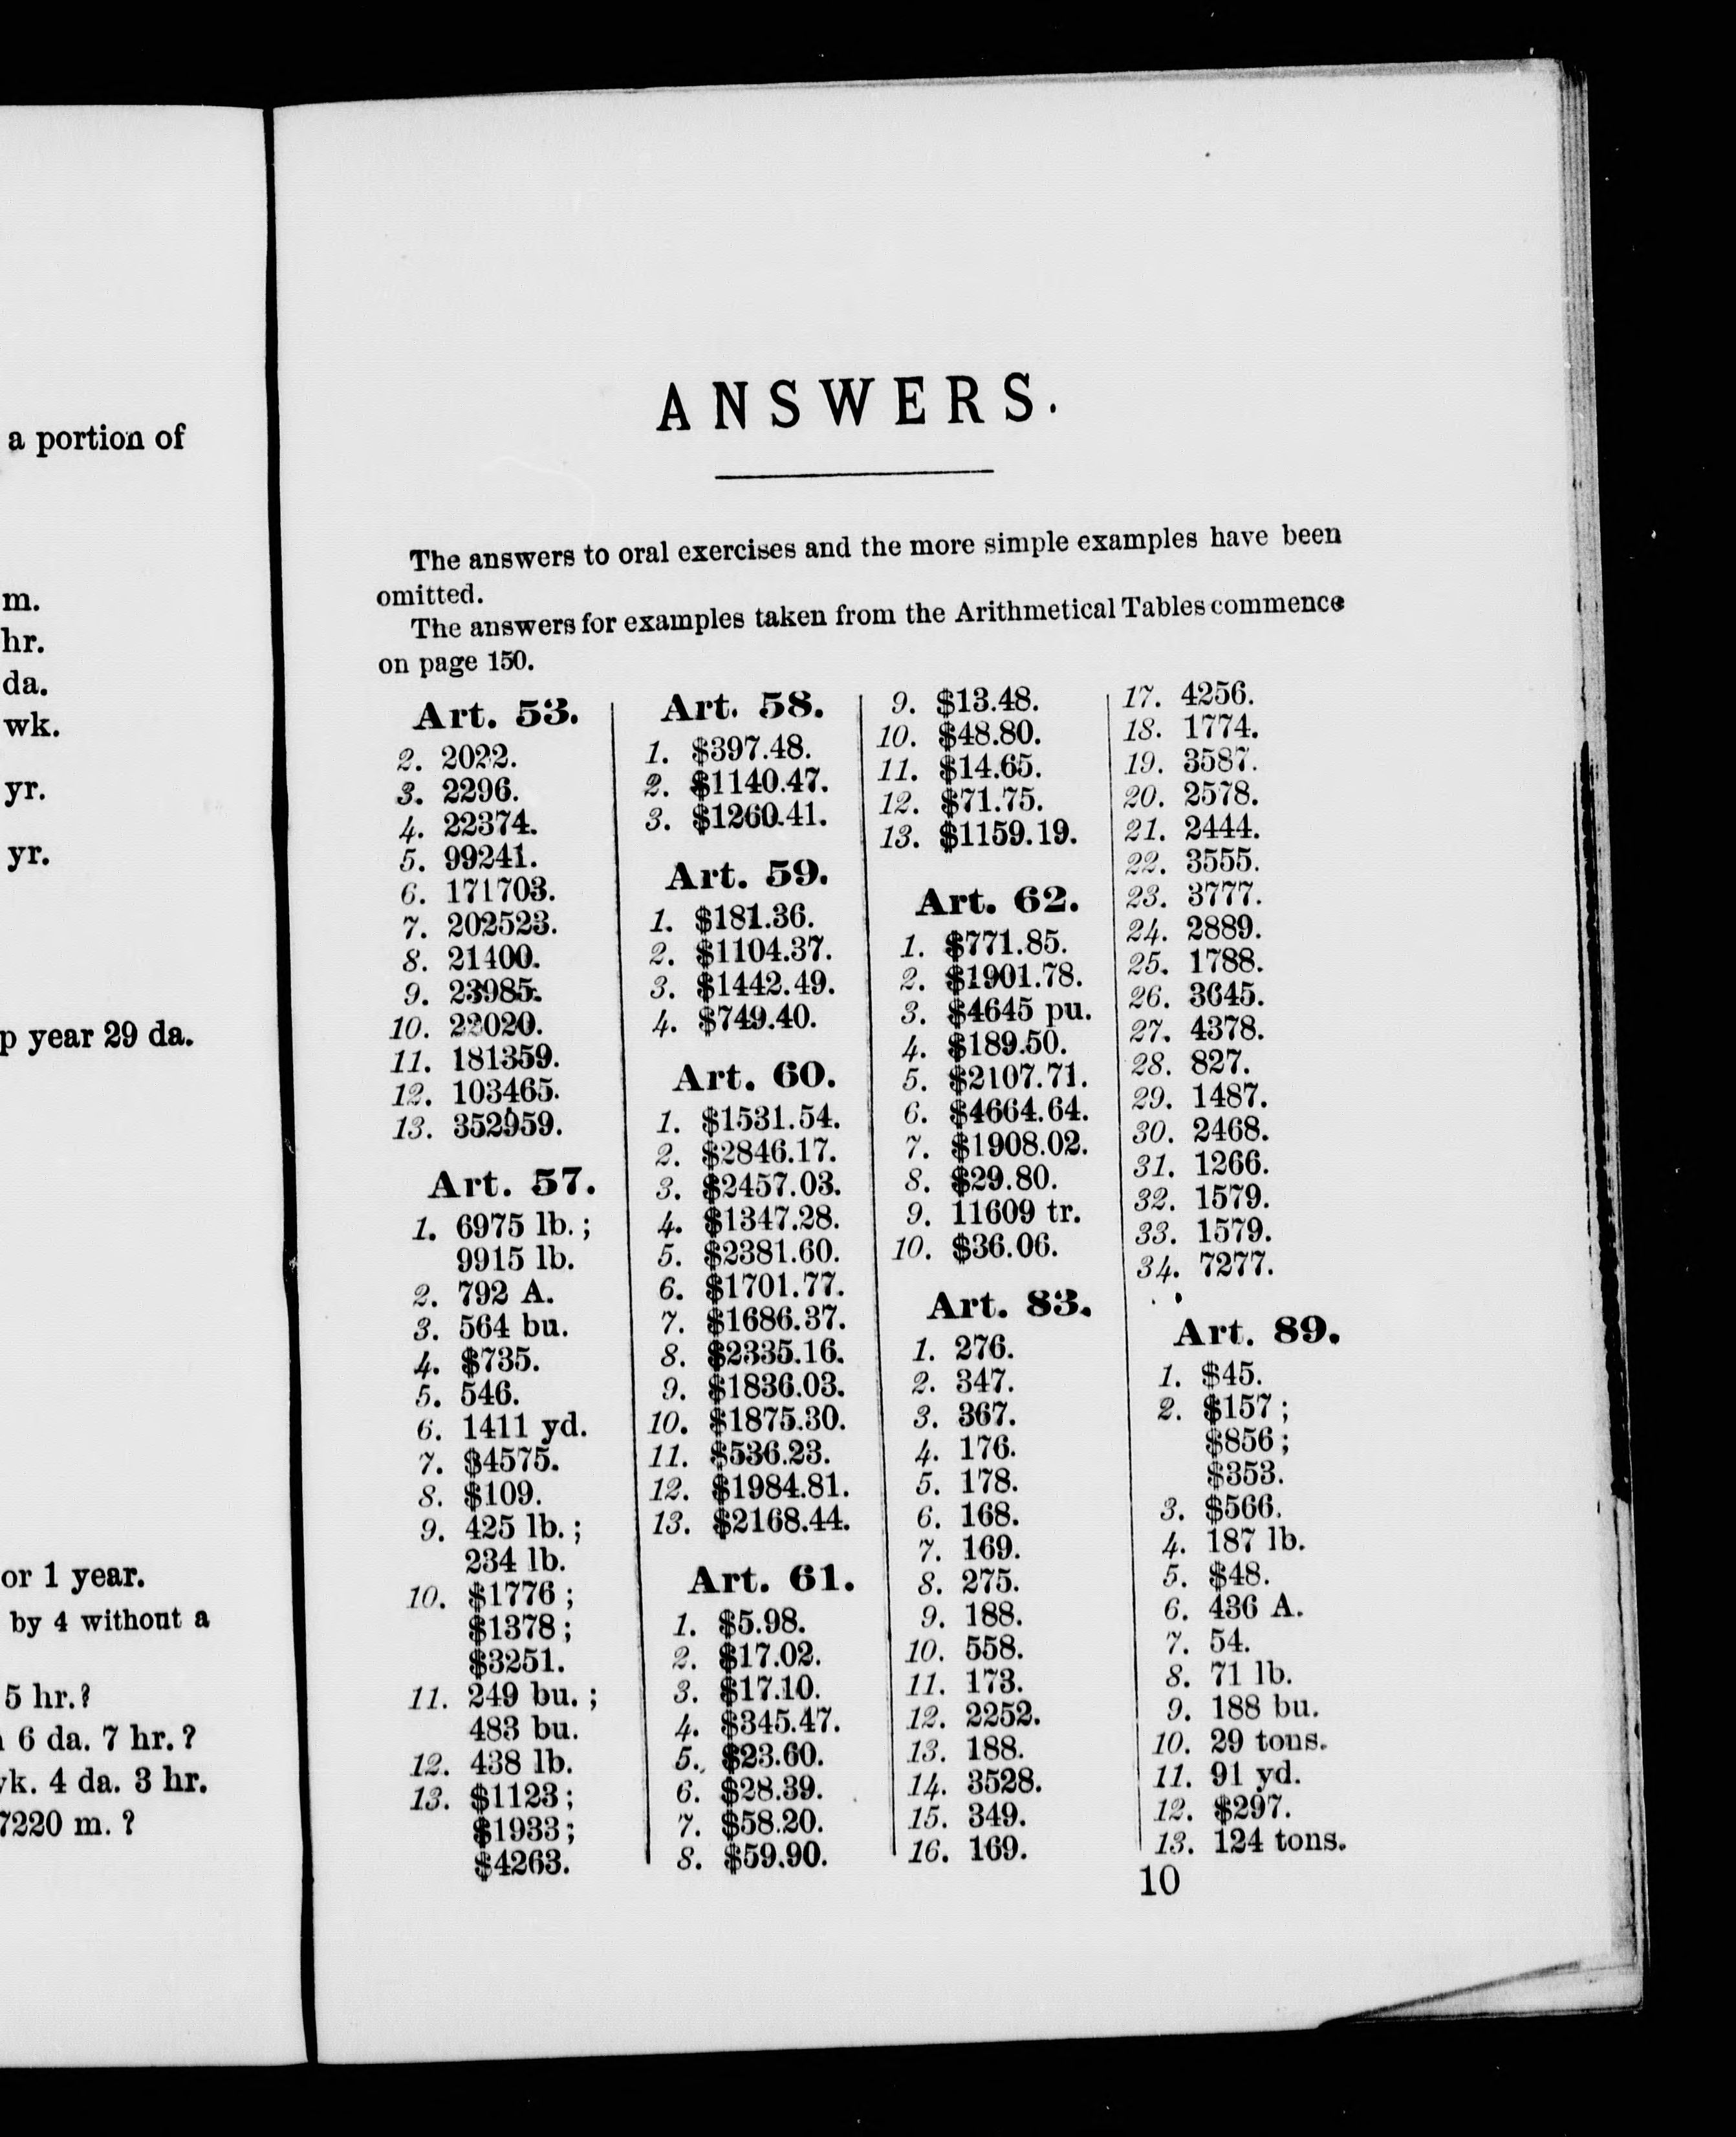 a portion of
m.
hr.
da.
wk.
yr.
yr.
p year 29 da.
or 1 year.
by 4 without a
5 hr.?
6 da. 7 hr. ?
k. 4 da. 3 hr.
7220 m. ?
ANSWERS.
The answers to oral exercises and the more simple examples have been
omitted.
The answers for examples taken from the Arithmetical Tables commence
on page 150.
Art. 53.
2. 2022.
3. 2296.
4. 22374.
5. 99241.
6. 171703.
7. 202523.
8. 21400.
9. 23985.
10. 22020.
11. 181359.
12. 103465.
13. 352959.
Art. 57.
1. 6975 lb. ;
9915 lb.
2. 792 A.
3. 564 bu.
4. $735.
5. 546.
6. 1411 yd.
7. $4575.
8. $109.
9. 425 lb. ;
234 lb.
10. $1776 ;
$1378 ;
$3251.
11. 249 bu. ;
483 bu.
12. 438 lb.
13. $1123 ;
$1933 ;
$4263.
Art. 58.
1. $397.48.
2. $1140.47.
3. $1260.41.
Art. 59.
1. $181.36.
2. $1104.37.
3. $1442.49.
4. $749.40.
Art. 60.
1. $1531.54.
2. $2846.17.
3. $2457.03.
4. $1347.28.
5. $2381.60.
6. $1701.77.
7. $1686.37.
8. $2335.16.
9. $1836.03.
10. $1875.30.
11. $536.23.
12. $1984.81.
13. $2168.44.
Art. 61.
1. $5.98.
2. $17.02.
3. $17.10.
4. $345.47.
5. $23.60.
6. $28.39.
7. $58.20.
8. $59.90.
9. $13.48.
10. $48.80.
11. $14.65.
12. $71.75.
13. $1159.19.
Art. 62.
1. $771.85.
2. $1901.78.
3. $4645 pu.
4. $189.50.
5. $2107.71.
6. $4664.64.
7. $1908.02.
8. $29.80.
9. 11609 tr.
10. $36.06.
Art. 83.
1. 276.
2. 347.
3. 367.
4. 176.
5. 178.
6. 168.
7. 169.
8. 275.
9. 188.
10. 558.
11. 173.
12. 2252.
13. 188.
14. 3528.
15. 349.
16. 169.
17. 4256.
18. 1774.
19. 3587.
20. 2578.
21. 2444.
22. 3555.
23. 3777.
24. 2889.
25. 1788.
26. 3645.
27. 4378.
28. 827.
29. 1487.
30. 2468.
31. 1266.
32. 1579.
33. 1579.
34. 7277.
Art. 89.
1. $45.
2. $157 ;
$856 ;
$353.
3. $566.
4. 187 lb.
5. $48.
6. 436 A.
7. 54.
8. 71 lb.
9. 188 bu.
10. 29 tons.
11. 91 yd.
12. $297.
13. 124 tons.
10